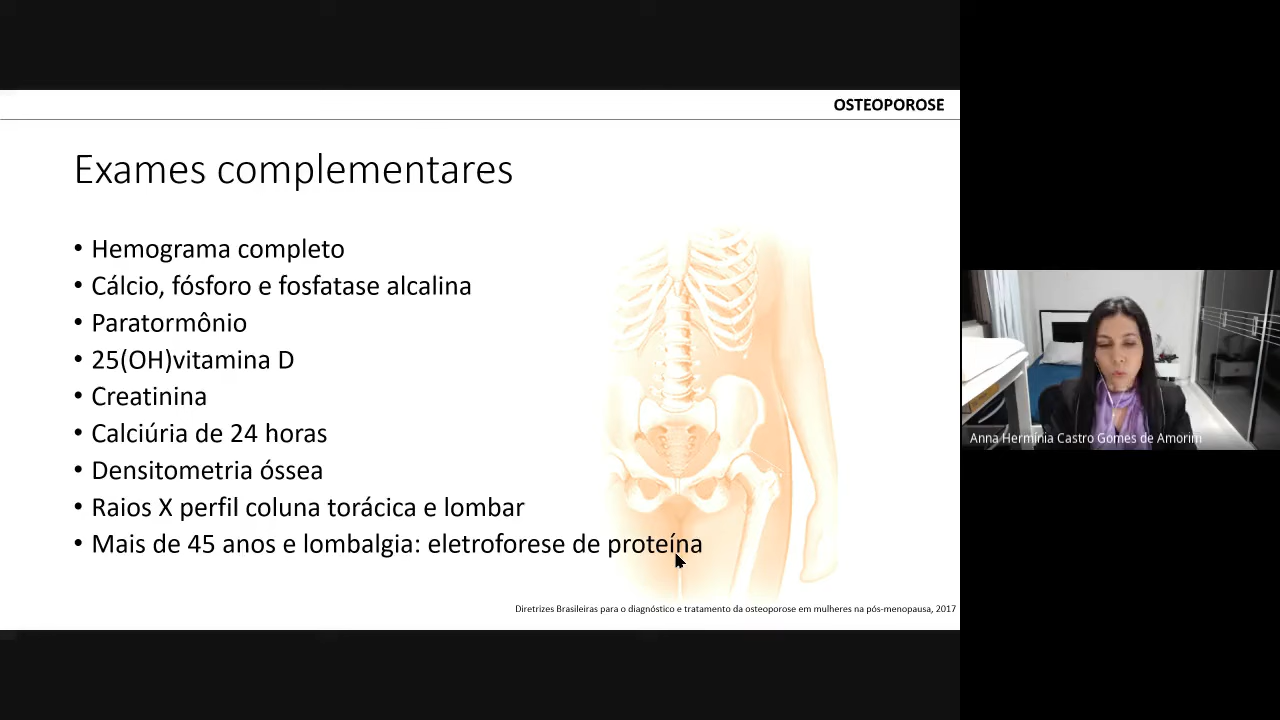 OSTEOPOROSE
Exames complementares
• Hemograma completo
• Cálcio, fósforo e fosfatase alcalina
• Paratormônio
• 25(OH)vitamina D
• Creatinina
• Calciúria de 24 horas
• Densitometria óssea
• Raios X perfil coluna torácica e lombar
• Mais de 45 anos e lombalgia: eletroforese de proteína
Diretrizes Brasileiras para o diagnóstico e tratamento da osteoporose em mulheres na pós-menopausa, 2017
Anna Hermínia Castro Gomes de Amorim